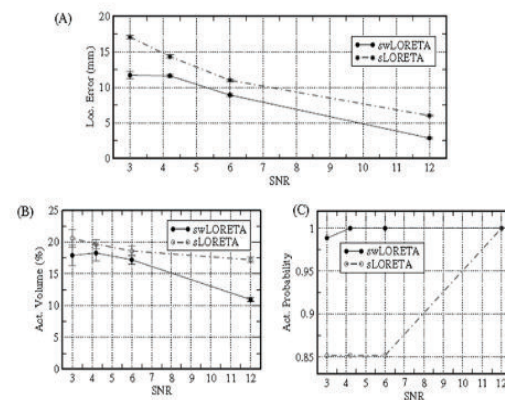 (A)
Loc. Error (mm)
20
15
10
5
0
swLORETA
sLORETA
3 4 5 6 7 8 9 10 11 12
SNR
(B)
Act. Volume (%)
25
20
15
10
5
0
swLORETA
sLORETA
3 4 5 6 7 8 9 10 11 12
SNR
(C)
Act. Probability
1
0.95
0.9
0.85
swLORETA
sLORETA
3 4 5 6 7 8 9 10 11 12
SNR